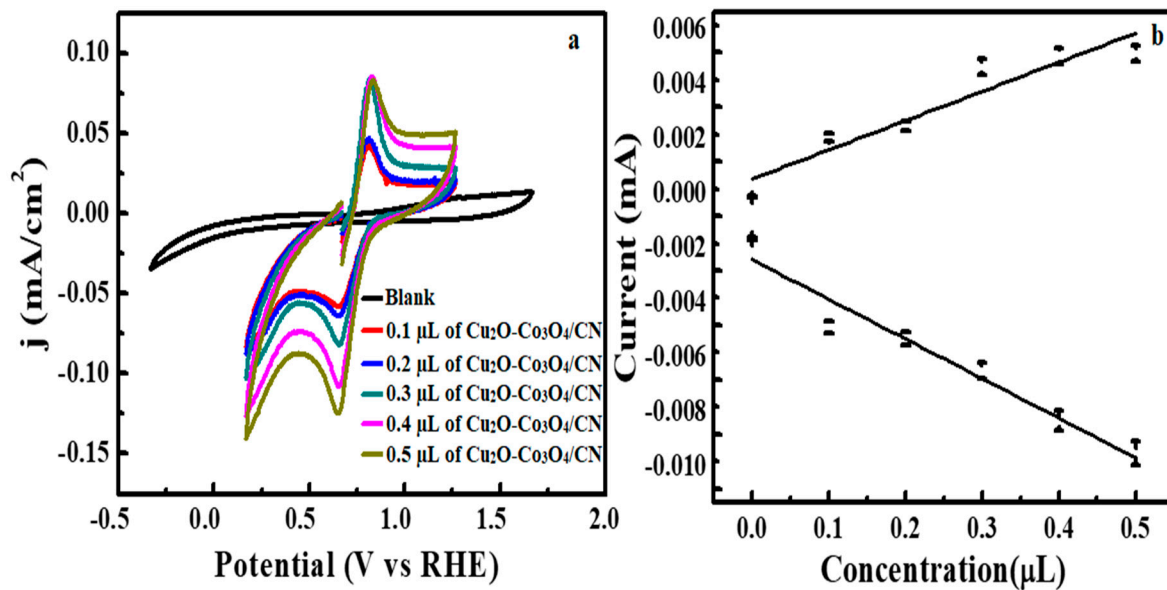 a
0.10
0.05
0.00
-0.05
-0.10
-0.15
j (mA/cm²)
-0.5
0.0
0.5
1.0
1.5
2.0
Potential (V vs RHE)
Blank
0.1 µL of Cu₂O-Co₃O₄/CN
0.2 µL of Cu₂O-Co₃O₄/CN
0.3 µL of Cu₂O-Co₃O₄/CN
0.4 µL of Cu₂O-Co₃O₄/CN
0.5 µL of Cu₂O-Co₃O₄/CN
b
0.006
0.004
0.002
0.000
-0.002
-0.004
-0.006
-0.008
-0.010
Current (mA)
0.0
0.1
0.2
0.3
0.4
0.5
Concentration(µL)